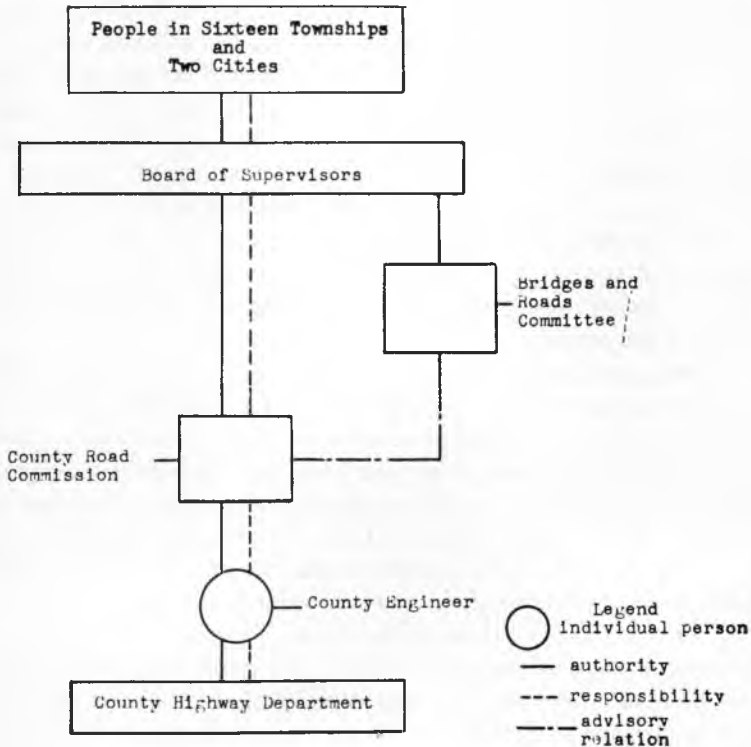 People in Sixteen Townships
and
Two Cities
Board of Supervisors
Bridges and
Roads
Committee
County Road
Commission
County Engineer
County Highway Department
Legend
individual person
authority
responsibility
advisory
relation